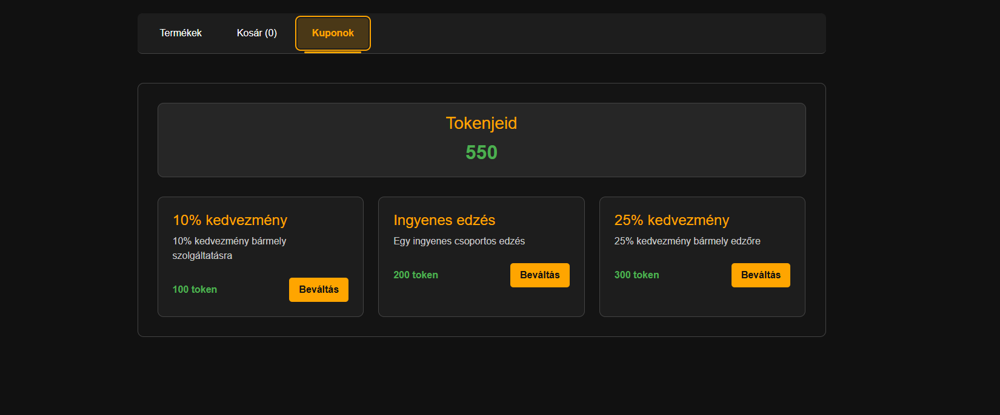 Termékek
Kosár (0)
Kuponok
Tokenjeid
550
10% kedvezmény
10% kedvezmény bármely
szolgáltatásra
100 token
Beváltás
Ingyenes edzés
Egy ingyenes csoportos edzés
200 token
Beváltás
25% kedvezmény
25% kedvezmény bármely edzőre
300 token
Beváltás